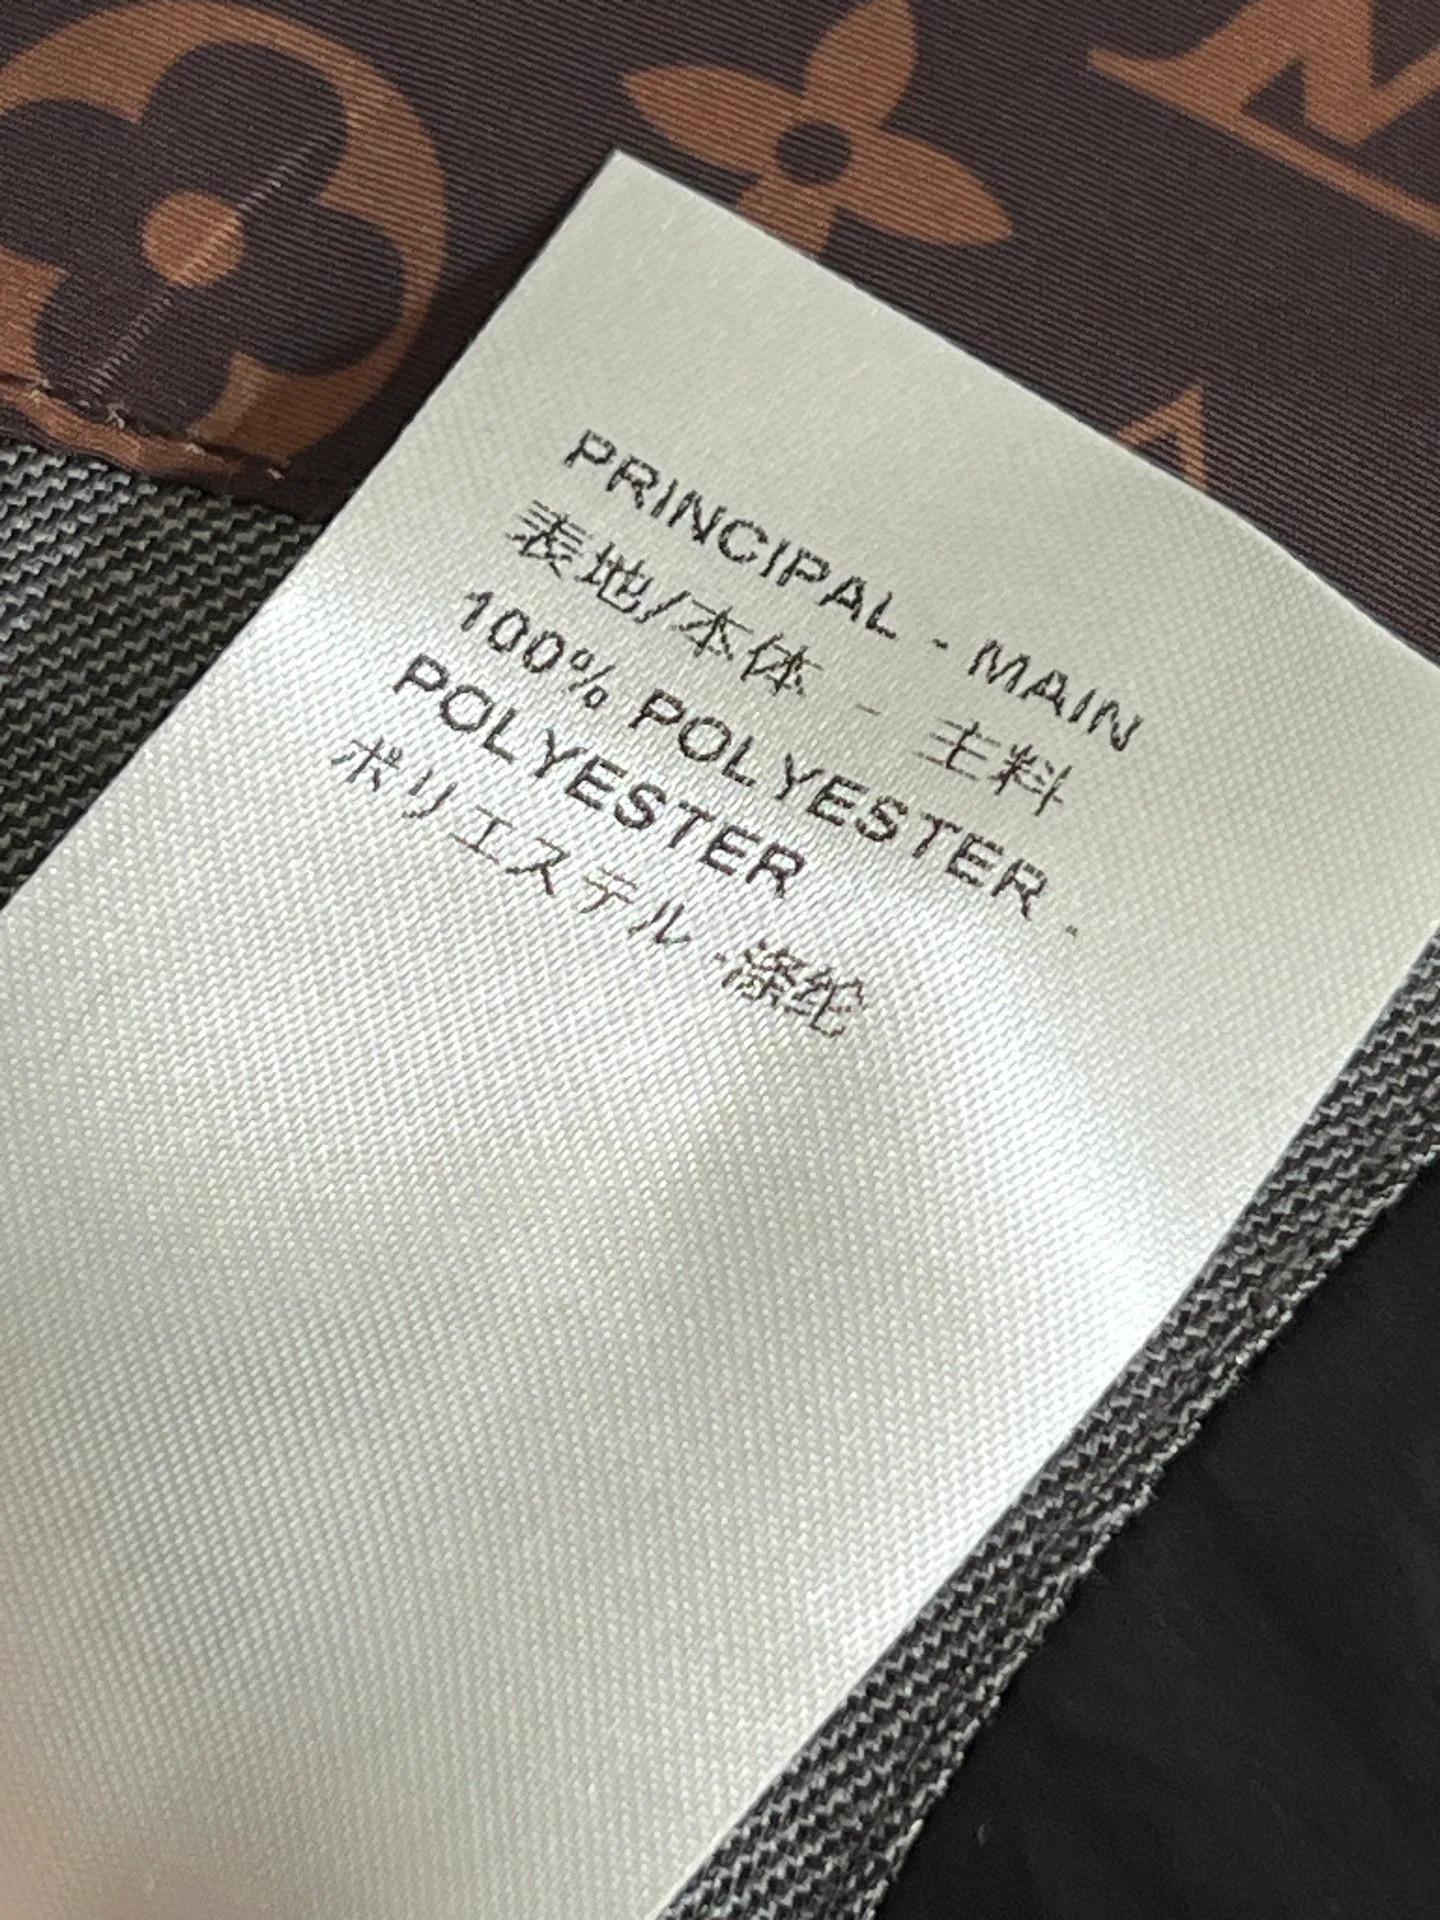 PRINCIPAL - MAIN
表地/本体 - 主料
100% POLYESTER -
POLYESTER
ポリエステル -涤纶